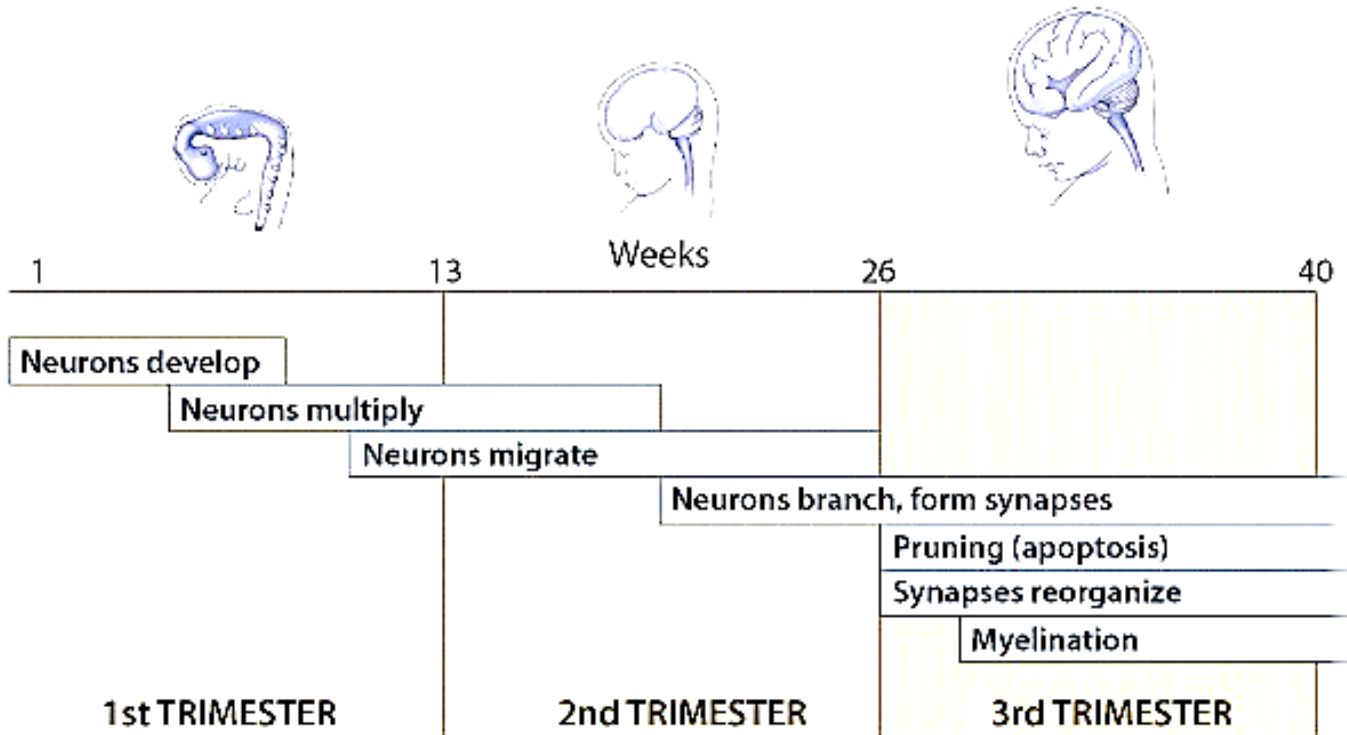 Weeks
1 13 26 40
Neurons develop
Neurons multiply
Neurons migrate
Neurons branch, form synapses
Pruning (apoptosis)
Synapses reorganize
Myelination
1st TRIMESTER 2nd TRIMESTER 3rd TRIMESTER